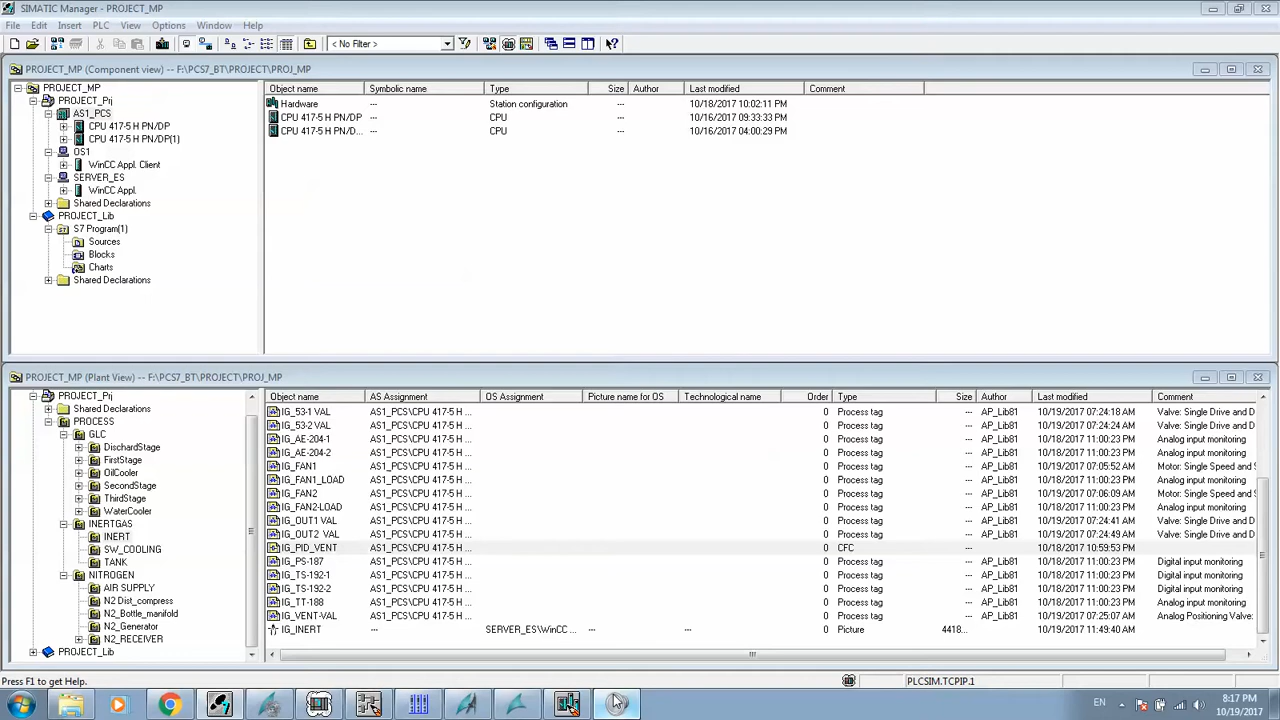 SIMATIC Manager - PROJECT_MP
File Edit Insert PLC View Options Window Help
< No Filter >
PROJECT_MP (Component view) -- F:\PCS7_BT\PROJECT\PROJ_MP
PROJECT_MP
PROJECT_Prj
AS1_PCS
CPU 417-5 H PN/DP
CPU 417-5 H PN/DP(1)
OS1
WinCC Appl. Client
SERVER_ES
WinCC Appl.
Shared Declarations
PROJECT_Lib
S7 Program(1)
Sources
Blocks
Charts
Shared Declarations
Object name Symbolic name Type Size Author Last modified Comment
Hardware --- Station configuration --- 10/18/2017 10:02:11 PM
CPU 417-5 H PN/DP --- CPU --- 10/16/2017 09:33:33 PM
CPU 417-5 H PN/D... --- CPU --- 10/16/2017 04:00:29 PM
PROJECT_MP (Plant View) -- F:\PCS7_BT\PROJECT\PROJ_MP
PROJECT_Prj
Shared Declarations
PROCESS
GLC
DischardStage
FirstStage
OilCooler
SecondStage
ThirdStage
WaterCooler
INERTGAS
INERT
SW_COOLING
TANK
NITROGEN
AIR SUPPLY
N2 Dist_compress
N2_Bottle_manifold
N2_Generator
N2_RECEIVER
PROJECT_Lib
Object name AS Assignment OS Assignment Picture name for OS Technological name Order Type Size Author Last modified Comment
IG_53-1 VAL AS1_PCS\CPU 417-5 H ... 0 Process tag --- AP_Lib81 10/19/2017 07:24:18 AM Valve: Single Drive and D
IG_53-2 VAL AS1_PCS\CPU 417-5 H ... 0 Process tag --- AP_Lib81 10/19/2017 07:24:24 AM Valve: Single Drive and D
IG_AE-204-1 AS1_PCS\CPU 417-5 H ... 0 Process tag --- AP_Lib81 10/18/2017 11:00:23 PM Analog input monitoring
IG_AE-204-2 AS1_PCS\CPU 417-5 H ... 0 Process tag --- AP_Lib81 10/18/2017 11:00:23 PM Analog input monitoring
IG_FAN1 AS1_PCS\CPU 417-5 H ... 0 Process tag --- AP_Lib81 10/19/2017 07:05:52 AM Motor: Single Speed and S
IG_FAN1_LOAD AS1_PCS\CPU 417-5 H ... 0 Process tag --- AP_Lib81 10/18/2017 11:00:23 PM Analog input monitoring
IG_FAN2 AS1_PCS\CPU 417-5 H ... 0 Process tag --- AP_Lib81 10/19/2017 07:06:09 AM Motor: Single Speed and S
IG_FAN2-LOAD AS1_PCS\CPU 417-5 H ... 0 Process tag --- AP_Lib81 10/18/2017 11:00:23 PM Analog input monitoring
IG_OUT1 VAL AS1_PCS\CPU 417-5 H ... 0 Process tag --- AP_Lib81 10/19/2017 07:24:41 AM Valve: Single Drive and D
IG_OUT2 VAL AS1_PCS\CPU 417-5 H ... 0 Process tag --- AP_Lib81 10/19/2017 07:24:49 AM Valve: Single Drive and D
IG_PID_VENT AS1_PCS\CPU 417-5 H ... 0 CFC --- 10/18/2017 10:59:53 PM
IG_PS-187 AS1_PCS\CPU 417-5 H ... 0 Process tag --- AP_Lib81 10/18/2017 11:00:23 PM Digital input monitoring
IG_TS-192-1 AS1_PCS\CPU 417-5 H ... 0 Process tag --- AP_Lib81 10/18/2017 11:00:23 PM Digital input monitoring
IG_TS-192-2 AS1_PCS\CPU 417-5 H ... 0 Process tag --- AP_Lib81 10/18/2017 11:00:23 PM Digital input monitoring
IG_TT-188 AS1_PCS\CPU 417-5 H ... 0 Process tag --- AP_Lib81 10/18/2017 11:00:23 PM Analog input monitoring
IG_VENT-VAL AS1_PCS\CPU 417-5 H ... 0 Process tag --- AP_Lib81 10/19/2017 07:25:07 AM Analog Positioning Valve:
IG_INERT --- SERVER_ES\WinCC ... --- --- 0 Picture 4418... 10/19/2017 11:49:40 AM
Press F1 to get Help. PLCSIM.TCPIP.1
EN 8:17 PM
10/19/2017